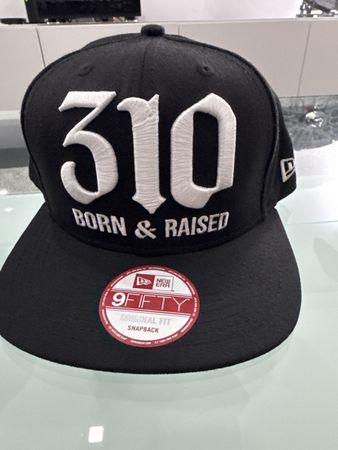 310
BORN & RAISED
NEW ERA
9FIFTY
ORIGINAL FIT
SNAPBACK